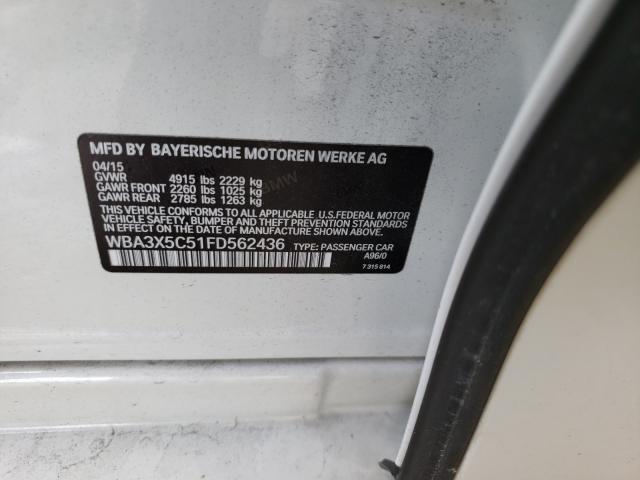 MFD BY BAYERISCHE MOTOREN WERKE AG
04/15
GVWR 4915 lbs 2229 kg
GAWR FRONT 2260 lbs 1025 kg
GAWR REAR 2785 lbs 1263 kg
THIS VEHICLE CONFORMS TO ALL APPLICABLE U.S.FEDERAL MOTOR
VEHICLE SAFETY, BUMPER AND THEFT PREVENTION STANDARDS
IN EFFECT ON THE DATE OF MANUFACTURE SHOWN ABOVE.
WBA3X5C51FD562436 TYPE: PASSENGER CAR
A96/0
7 315 814
BMW